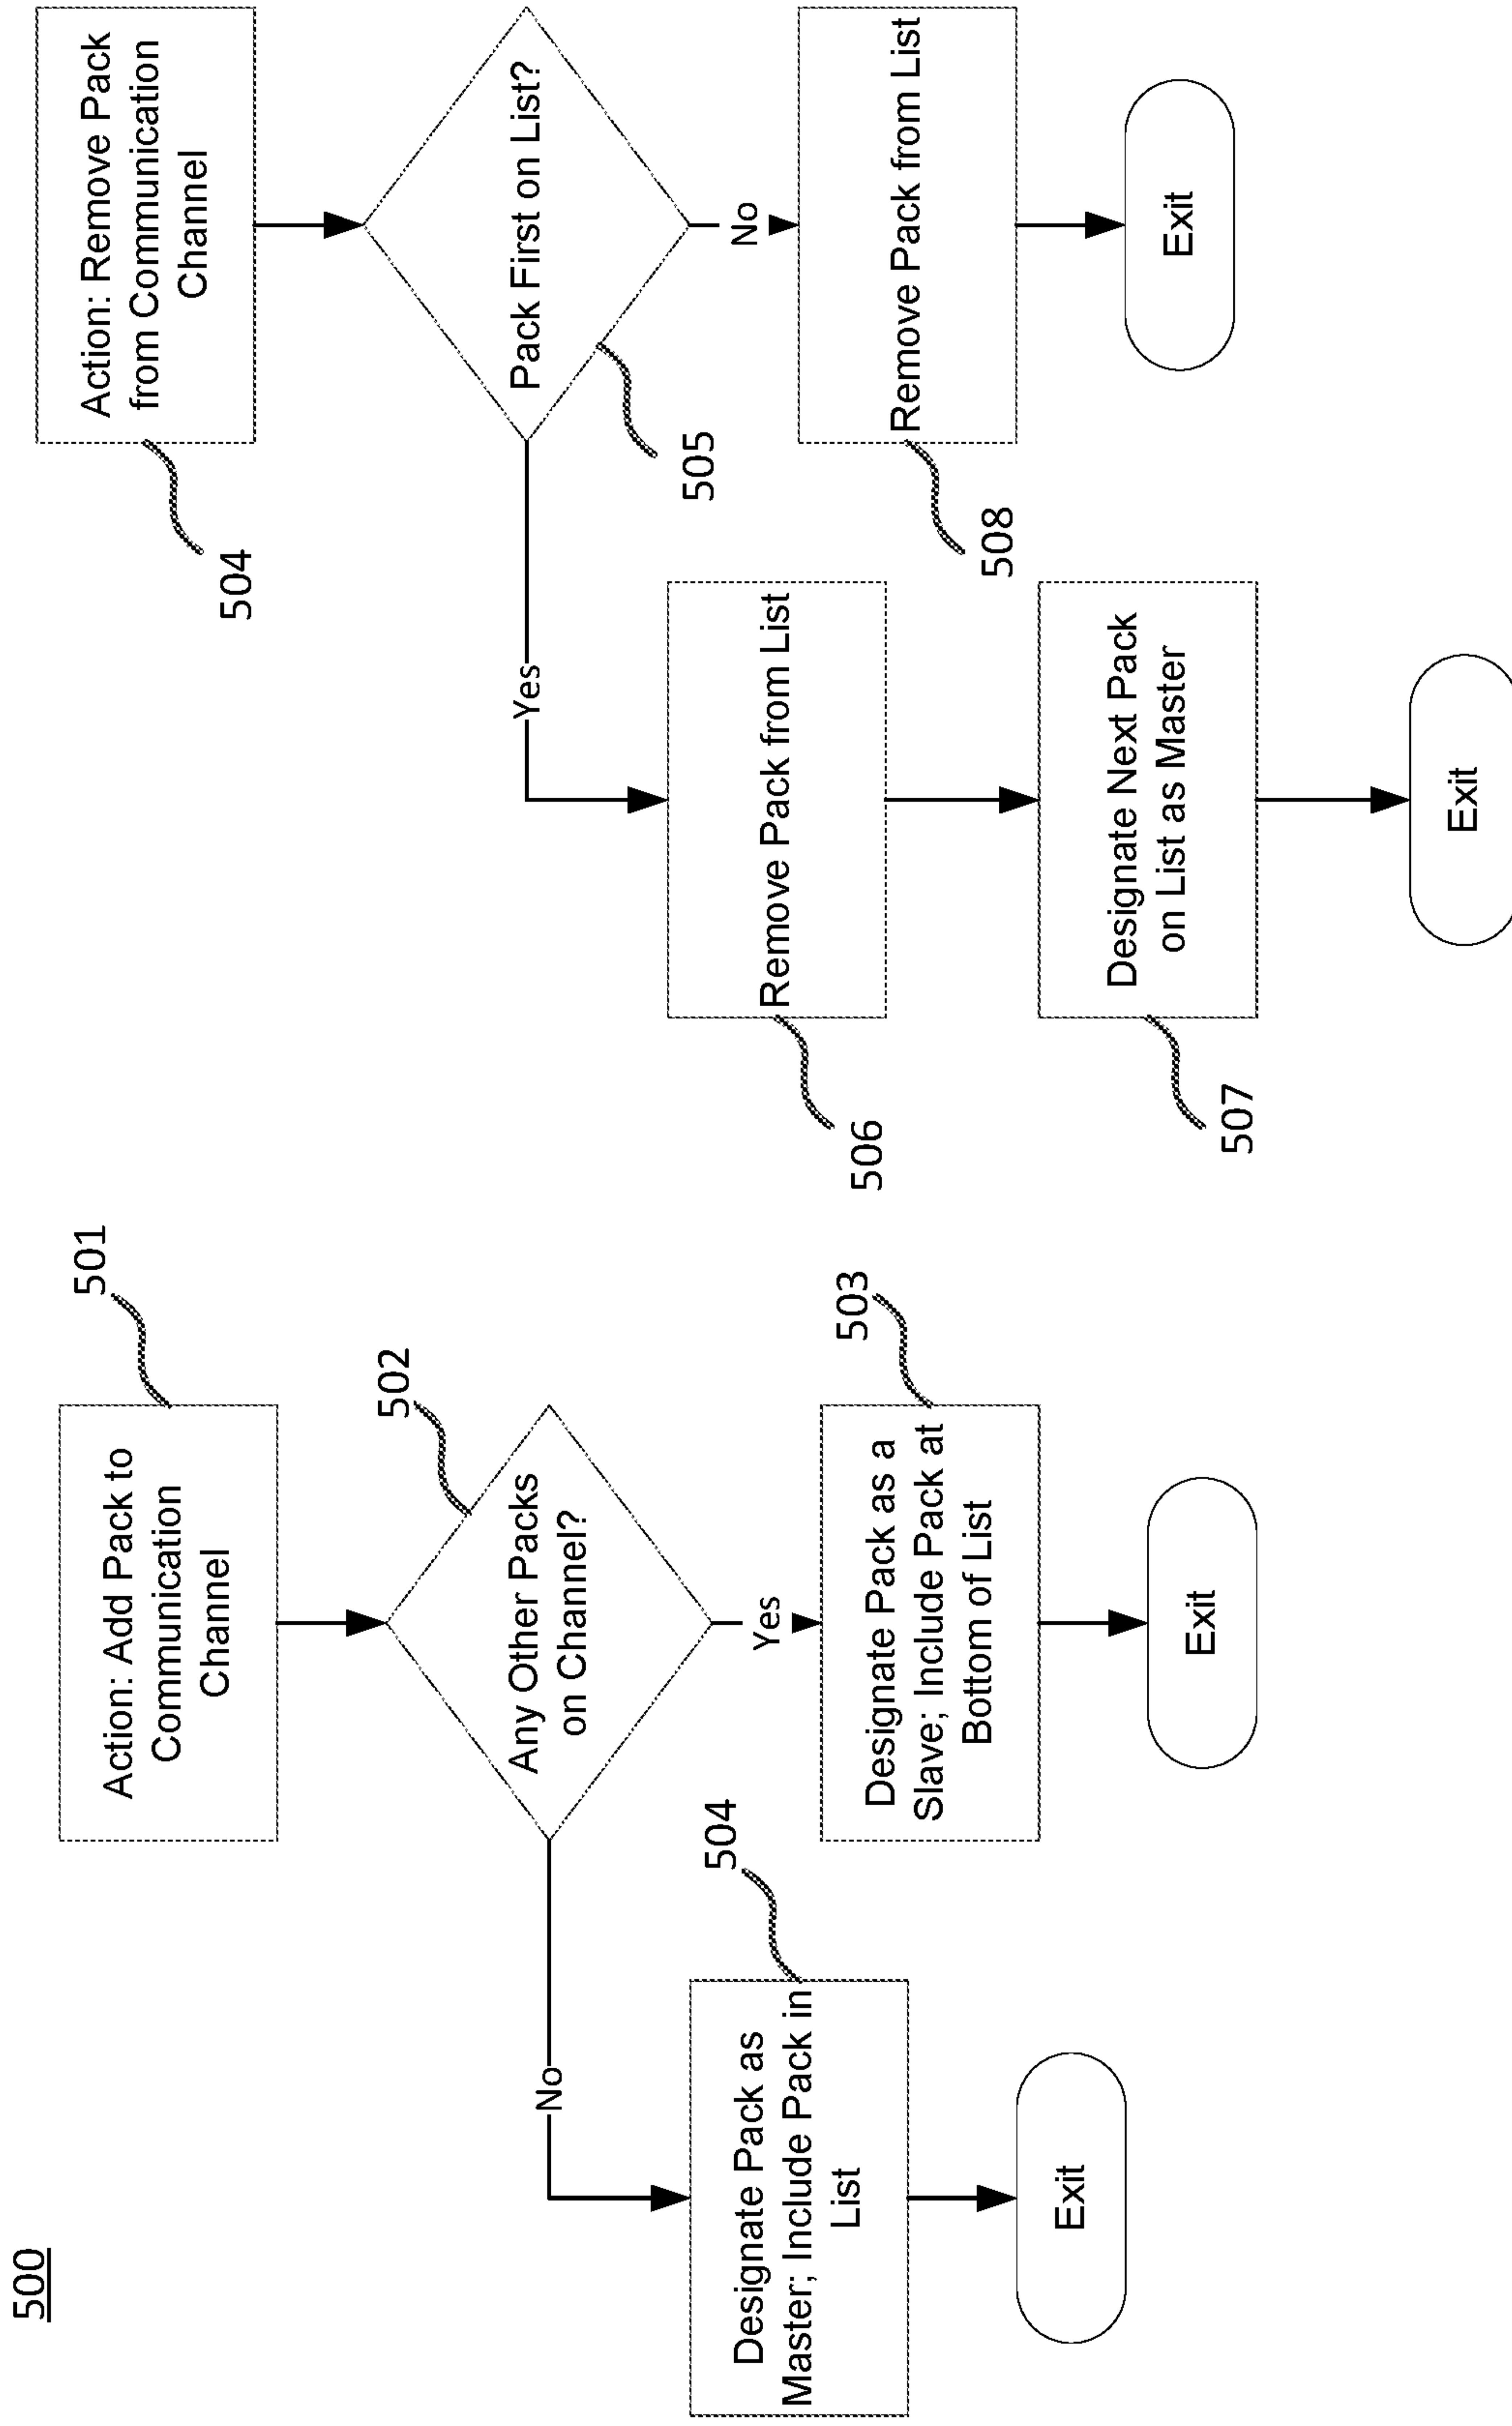 500
Action: Add Pack to
Communication
Channel
501
Any Other Packs
on Channel?
502
No
Yes
Designate Pack as
Master; Include Pack in
List
504
Designate Pack as a
Slave; Include Pack at
Bottom of List
503
Exit
Exit
Action: Remove Pack
from Communication
Channel
504
Pack First on List?
505
Yes
No
Remove Pack from List
506
Remove Pack from List
508
Designate Next Pack
on List as Master
507
Exit
Exit